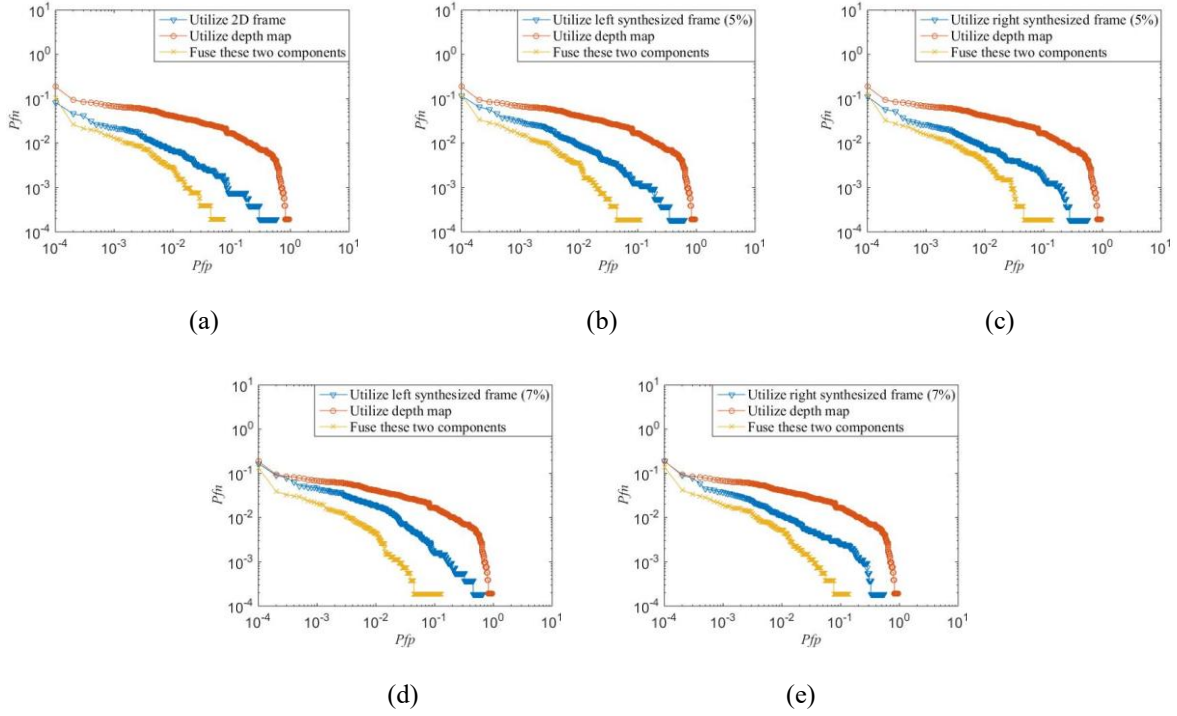 Utilize 2D frame
Utilize depth map
Fuse these two components
10^1
10^0
10^-1
10^-2
10^-3
10^-4
Pfn
10^-4 10^-3 10^-2 10^-1 10^0 10^1
Pfp
(a)
Utilize left synthesized frame (5%)
Utilize depth map
Fuse these two components
10^1
10^0
10^-1
10^-2
10^-3
10^-4
Pfn
10^-4 10^-3 10^-2 10^-1 10^0 10^1
Pfp
(b)
Utilize right synthesized frame (5%)
Utilize depth map
Fuse these two components
10^1
10^0
10^-1
10^-2
10^-3
10^-4
Pfn
10^-4 10^-3 10^-2 10^-1 10^0 10^1
Pfp
(c)
Utilize left synthesized frame (7%)
Utilize depth map
Fuse these two components
10^1
10^0
10^-1
10^-2
10^-3
10^-4
Pfn
10^-4 10^-3 10^-2 10^-1 10^0 10^1
Pfp
(d)
Utilize right synthesized frame (7%)
Utilize depth map
Fuse these two components
10^1
10^0
10^-1
10^-2
10^-3
10^-4
Pfn
10^-4 10^-3 10^-2 10^-1 10^0 10^1
Pfp
(e)